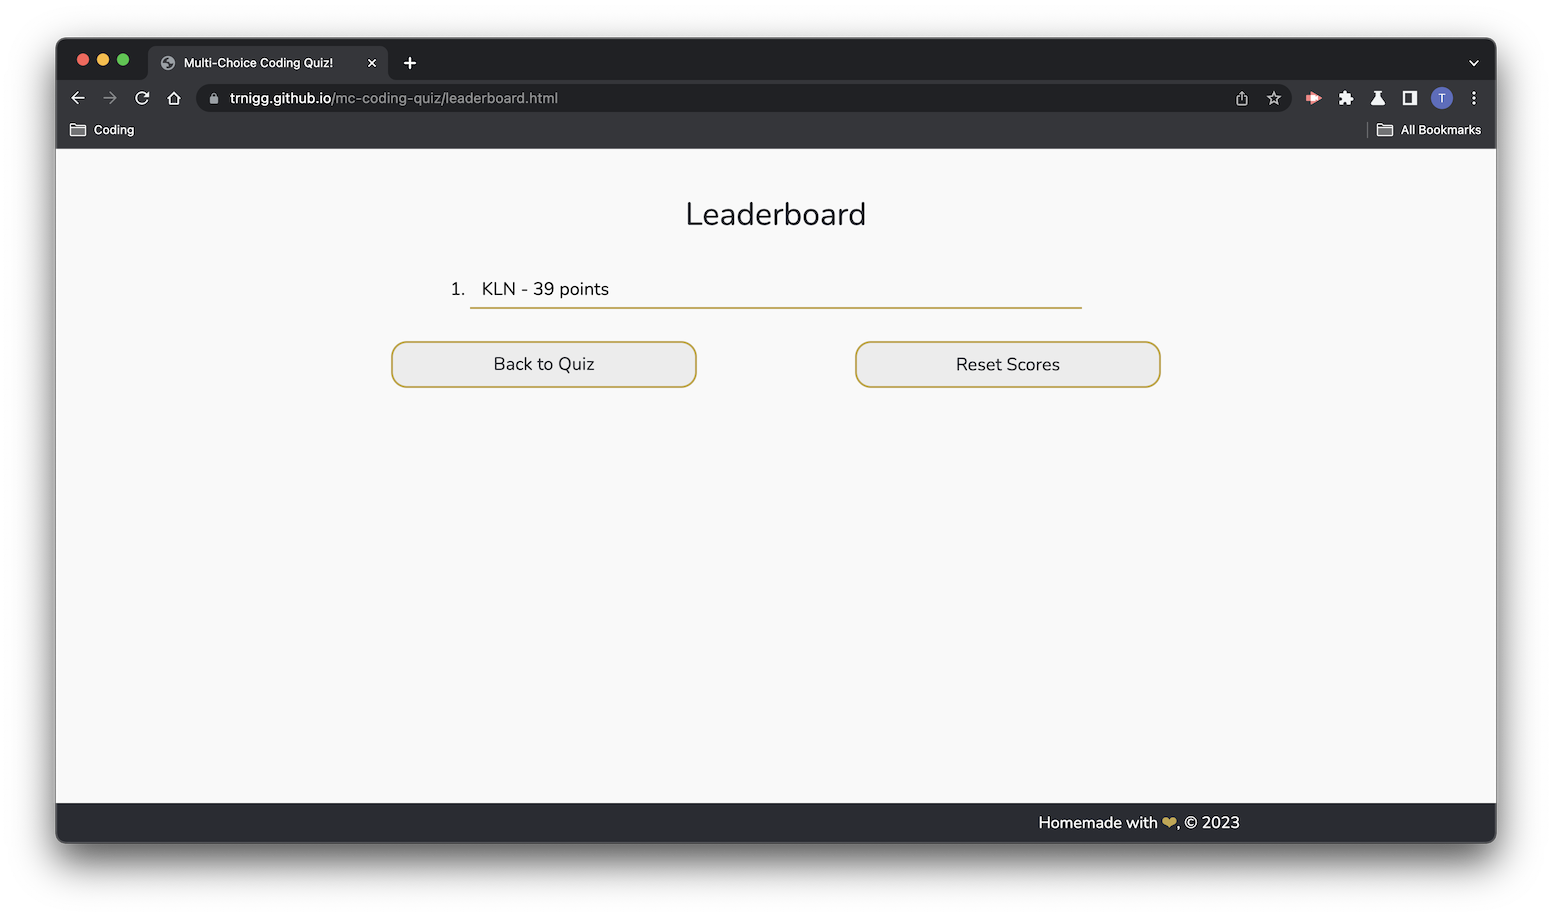 Multi-Choice Coding Quiz!
trnigg.github.io/mc-coding-quiz/leaderboard.html
T
Coding
All Bookmarks
Leaderboard
1. KLN - 39 points
Back to Quiz
Reset Scores
Homemade with ❤, © 2023